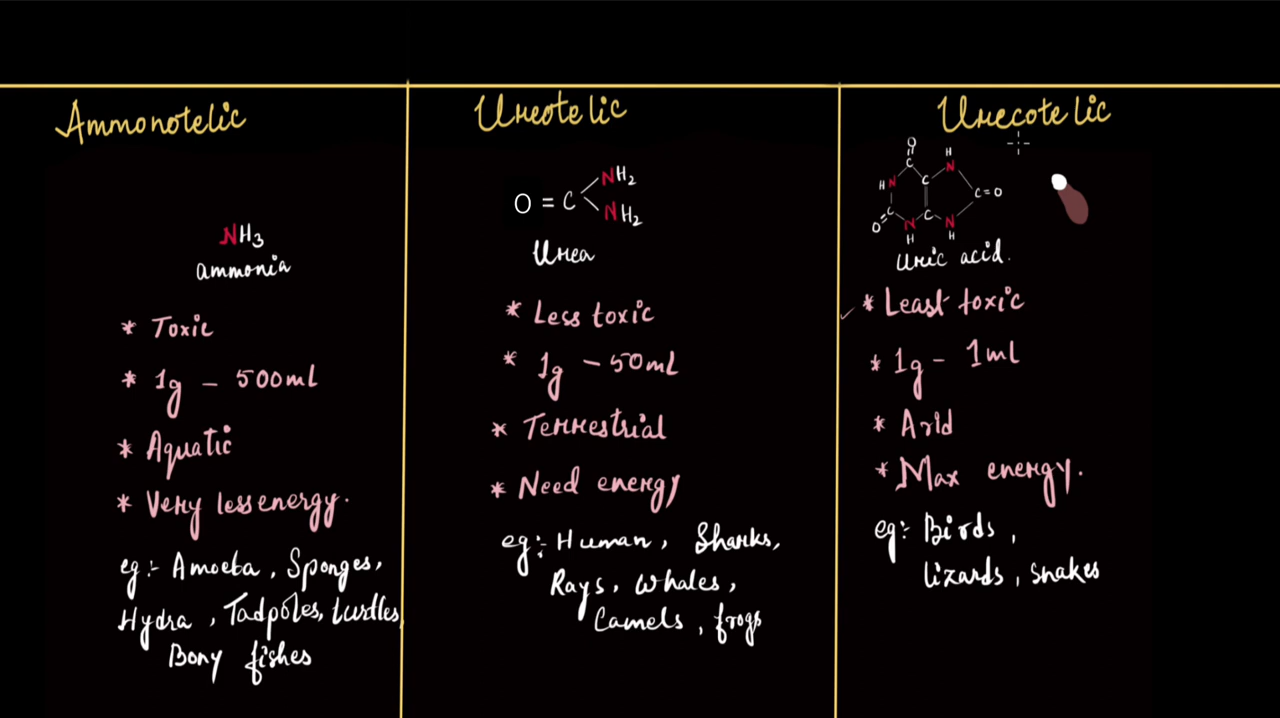 Ammonotelic
NH3
ammonia
* Toxic
* 1g - 500ml
* Aquatic
* Very less energy.
eg:- Amoeba, Sponges,
Hydra, Tadpoles, turtles,
Bony fishes
Ureotelic
O = C
NH2
NH2
Urea
* Less toxic
* 1g - 50ml
* Terrestrial
* Need energy
eg:- Human, Sharks,
Rays, Whales,
Camels, frogs
Urecotelic
O
C
H
N
H N
C
C = O
C
C
O
N
N
H
H
Uric acid.
* Least toxic
* 1g - 1ml
* Arid
* Max energy.
eg:- Birds,
lizards, snakes